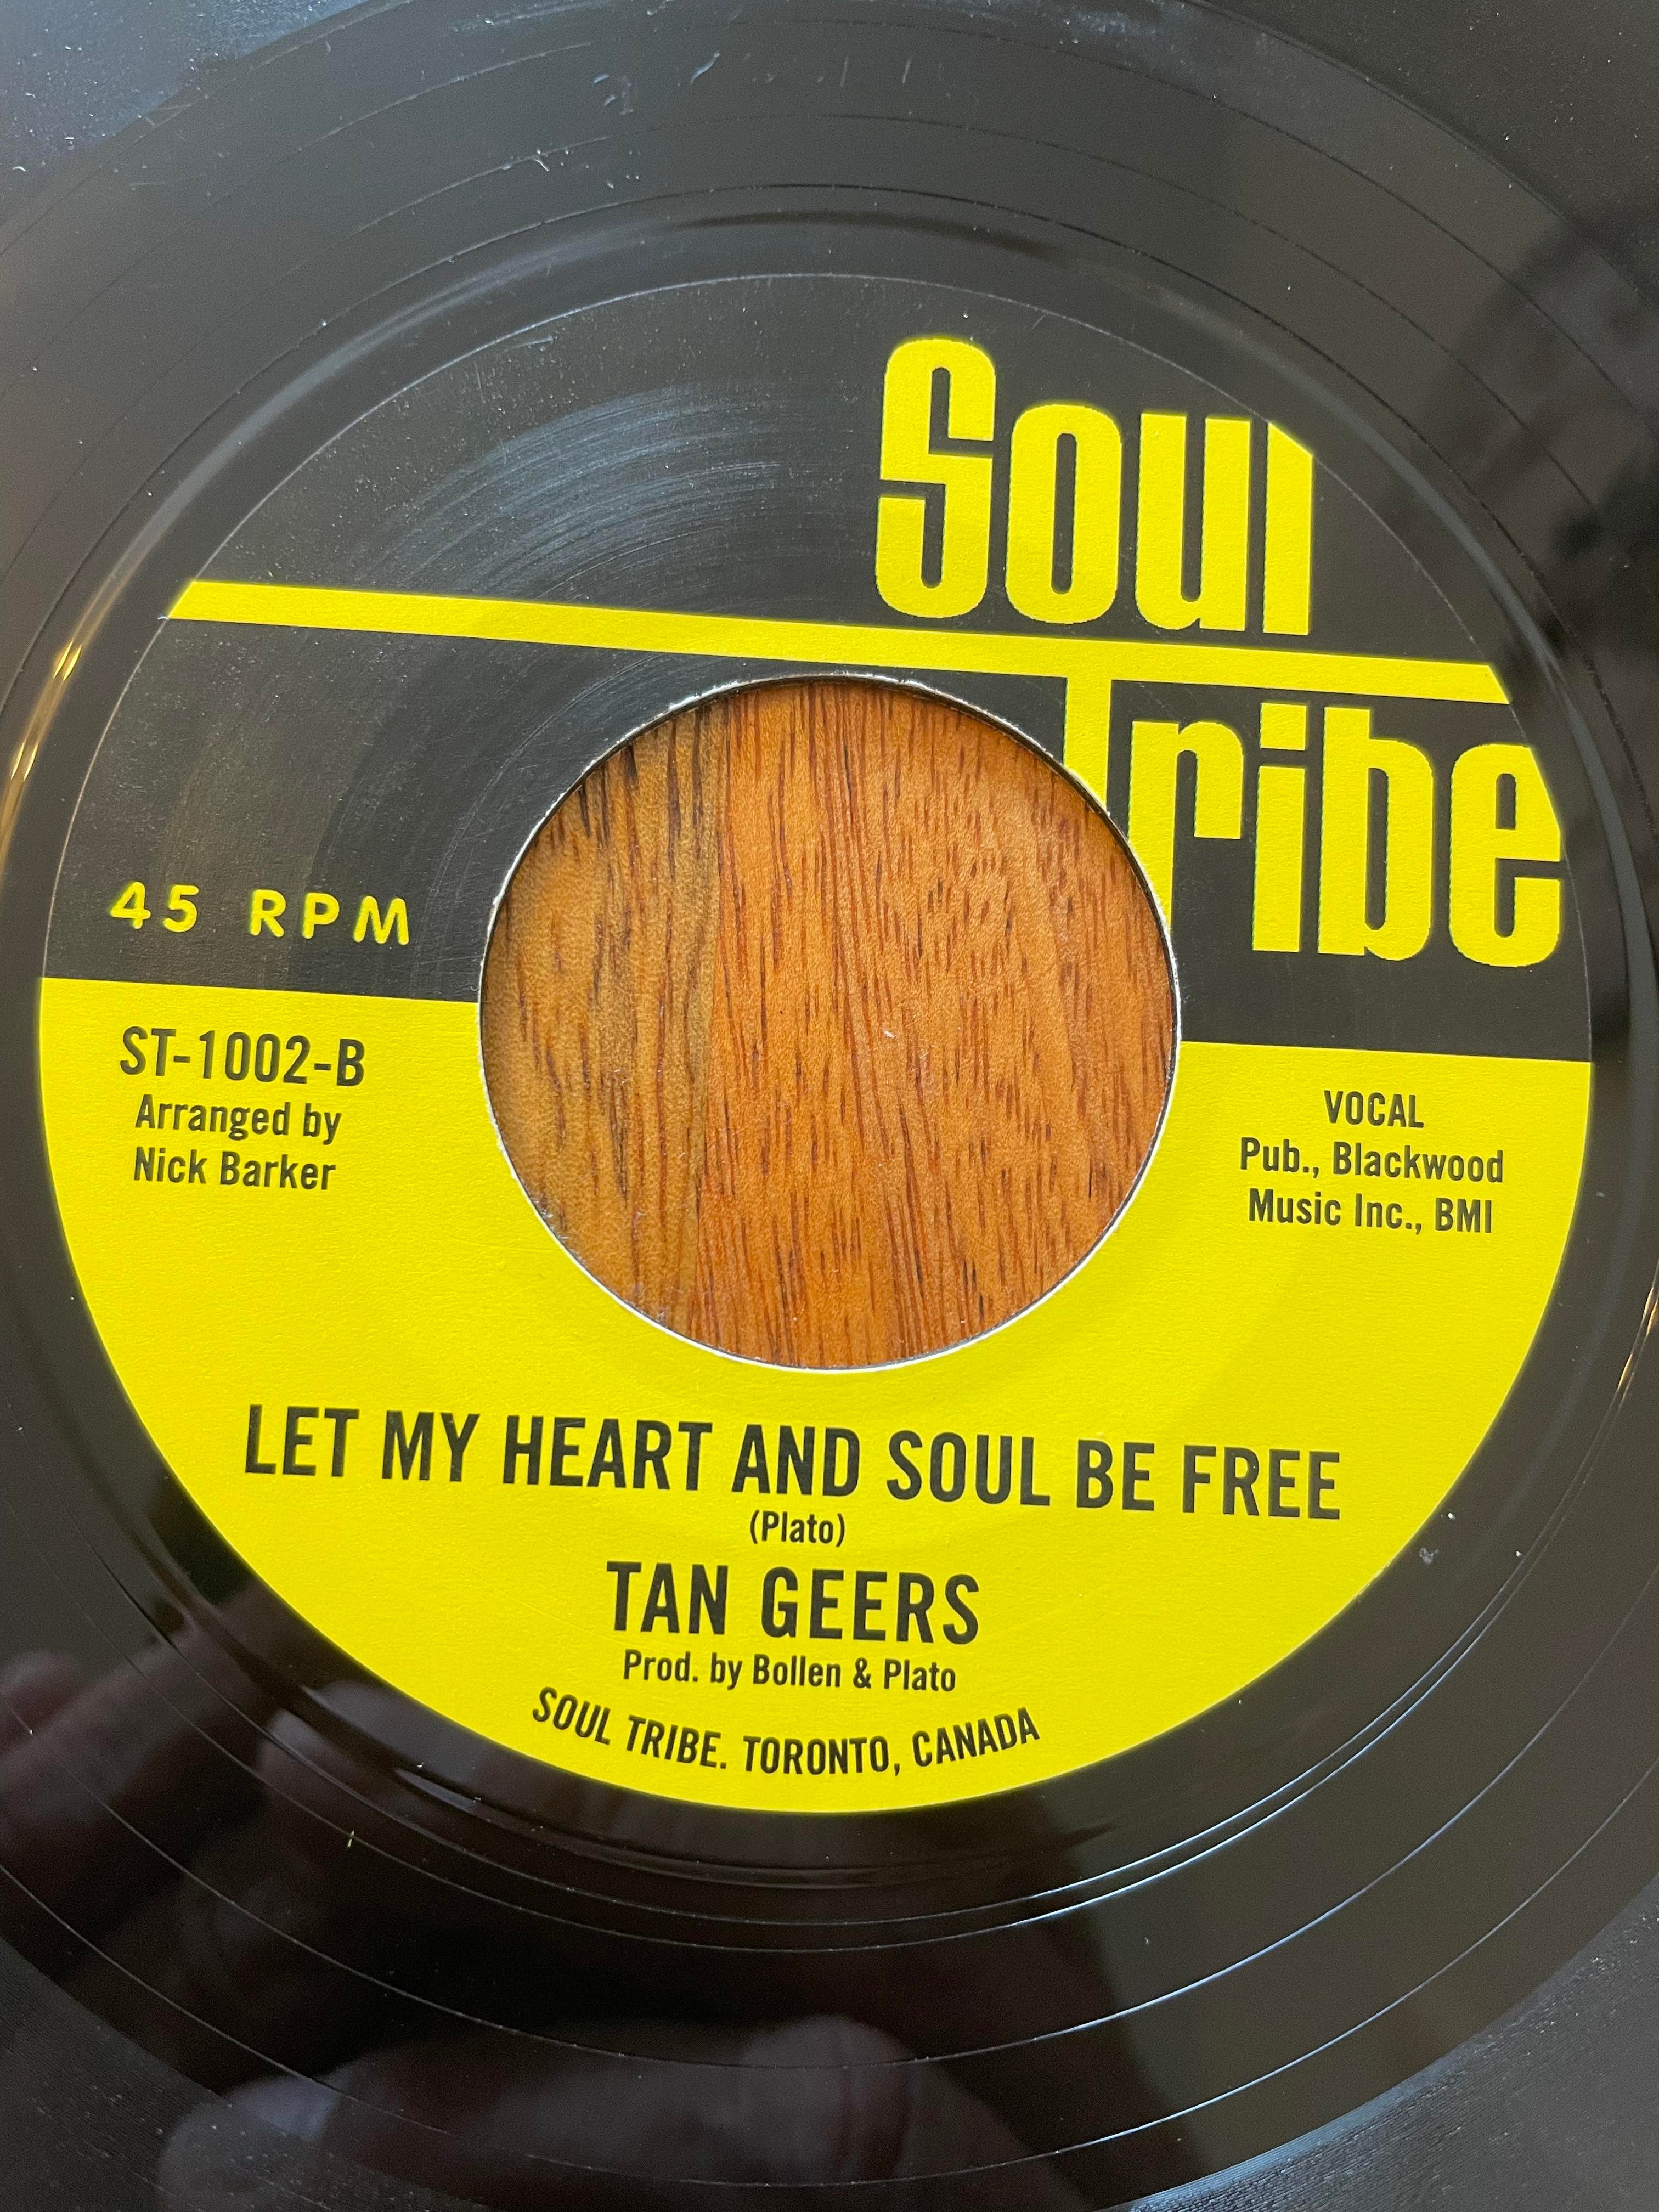 Soul
Tribe
45 RPM
ST-1002-B
Arranged by
Nick Barker
VOCAL
Pub., Blackwood
Music Inc., BMI
LET MY HEART AND SOUL BE FREE
(Plato)
TAN GEERS
Prod. by Bollen & Plato
SOUL TRIBE. TORONTO, CANADA